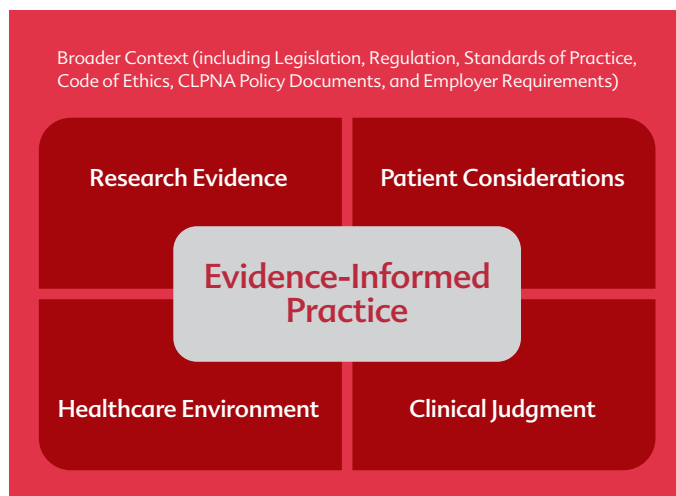 Broader Context (including Legislation, Regulation, Standards of Practice,
Code of Ethics, CLPNA Policy Documents, and Employer Requirements)
Research Evidence
Patient Considerations
Evidence-Informed
Practice
Healthcare Environment
Clinical Judgment